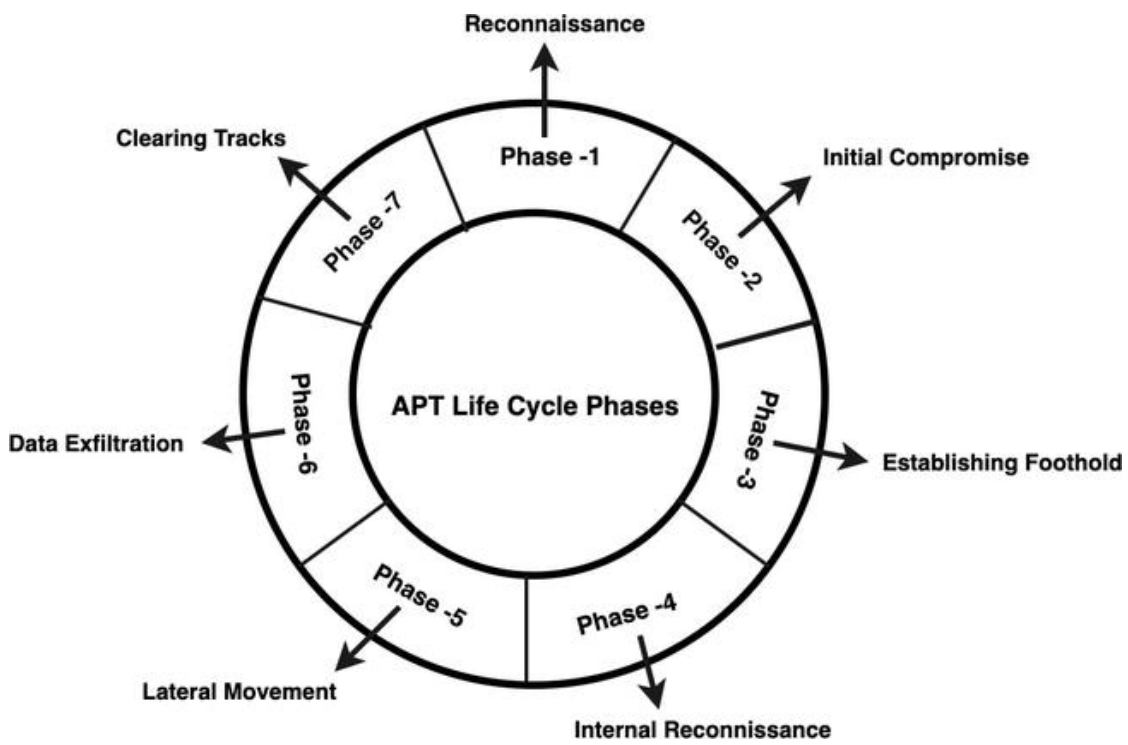 Reconnaissance
Phase -1
Initial Compromise
Phase -2
Establishing Foothold
Phase -3
Internal Reconnissance
Phase -4
Lateral Movement
Phase -5
Data Exfiltration
Phase -6
Clearing Tracks
Phase -7
APT Life Cycle Phases